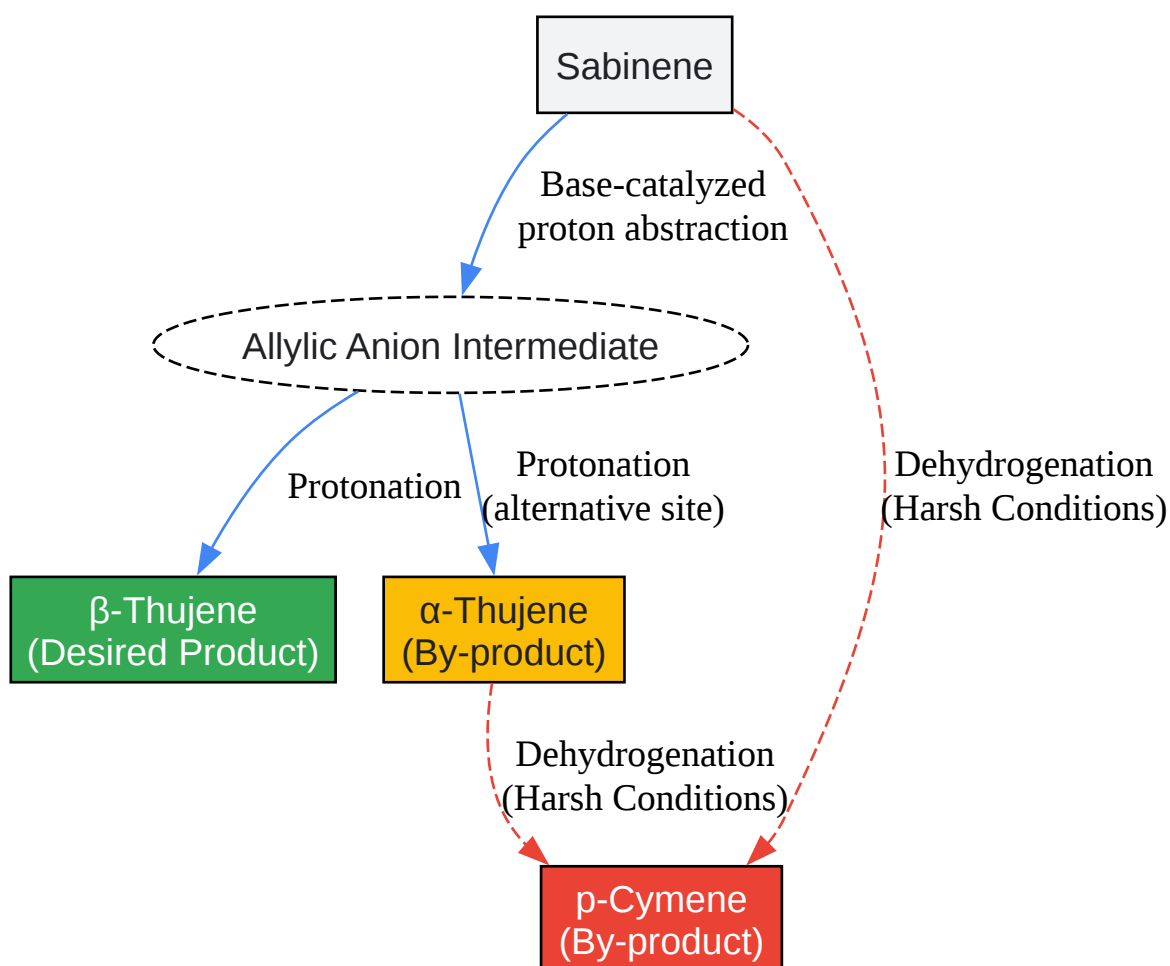 Sabinene
Base-catalyzed
proton abstraction
Allylic Anion Intermediate
Protonation
Protonation
(alternative site)
Dehydrogenation
(Harsh Conditions)
β-Thujene
(Desired Product)
α-Thujene
(By-product)
Dehydrogenation
(Harsh Conditions)
p-Cymene
(By-product)